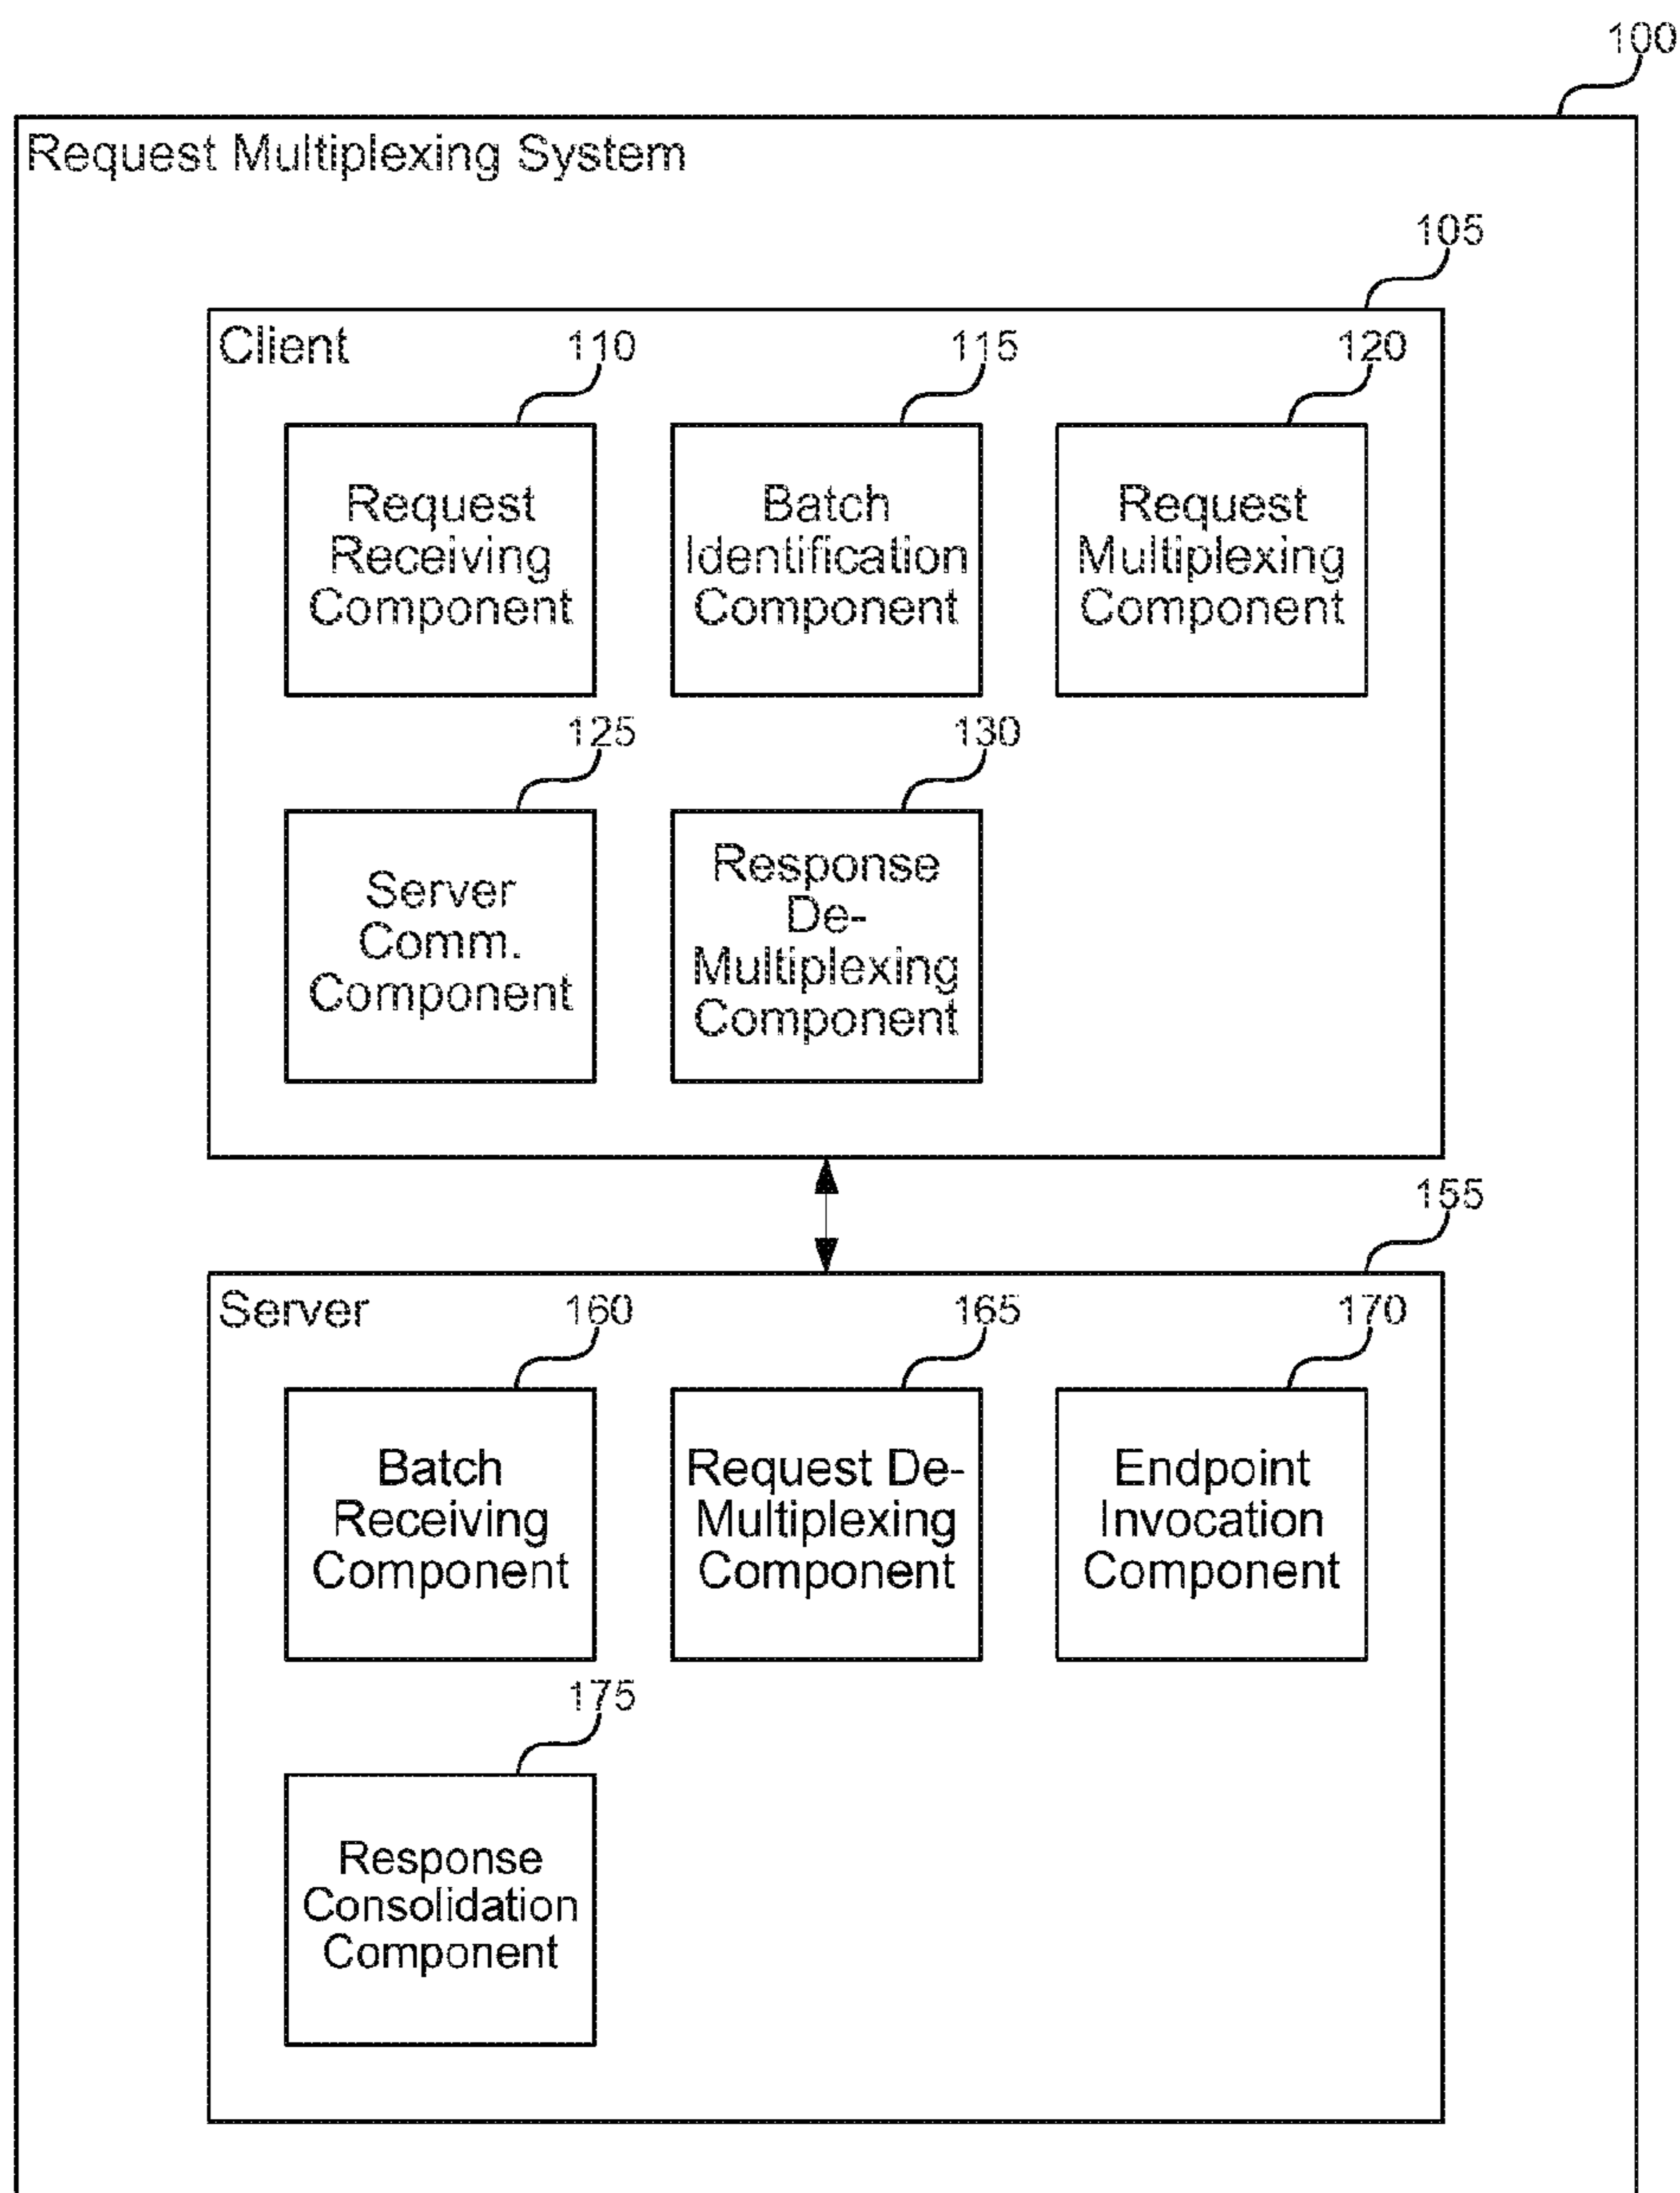 100
Request Multiplexing System
105
Client
110
115
120
Request
Receiving
Component
Batch
Identification
Component
Request
Multiplexing
Component
125
130
Server
Comm.
Component
Response
De-
Multiplexing
Component
155
Server
160
165
170
Batch
Receiving
Component
Request De-
Multiplexing
Component
Endpoint
Invocation
Component
175
Response
Consolidation
Component